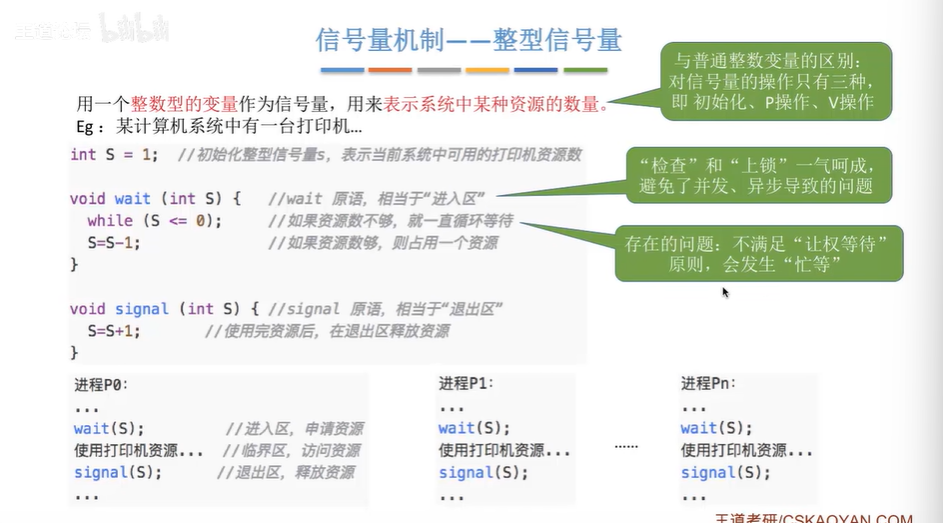 信号量机制——整型信号量
与普通整数变量的区别：
对信号量的操作只有三种，
即 初始化、P操作、V操作
用一个整数型的变量作为信号量，用来表示系统中某种资源的数量。
Eg：某计算机系统中有一台打印机...
int S = 1;  //初始化整型信号量s，表示当前系统中可用的打印机资源数
“检查”和“上锁”一气呵成，
避免了并发、异步导致的问题
void wait (int S) {   //wait 原语，相当于“进入区”
while (S <= 0);   //如果资源数不够，就一直循环等待
S=S-1;   //如果资源数够，则占用一个资源
}
存在的问题：不满足“让权等待”
原则，会发生“忙等”
void signal (int S) { //signal 原语，相当于“退出区”
S=S+1;   //使用完资源后，在退出区释放资源
}
进程P0：
...
wait(S);   //进入区，申请资源
使用打印机资源...  //临界区，访问资源
signal(S);   //退出区，释放资源
...
进程P1：
...
wait(S);
使用打印机资源...
signal(S);
...
......
进程Pn：
...
wait(S);
使用打印机资源...
signal(S);
...
王道考研/CSKAOYAN.COM